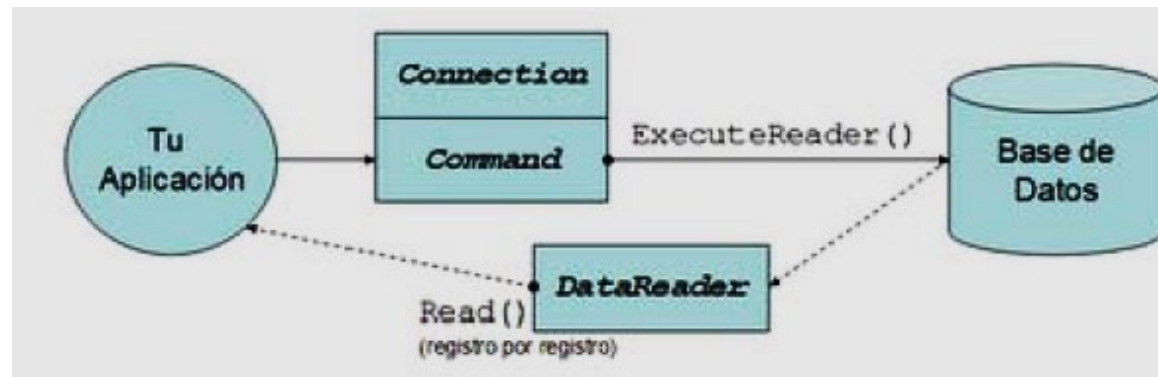 Tu
Aplicación
Connection
Command
ExecuteReader()
Base de
Datos
DataReader
Read()
(registro por registro)